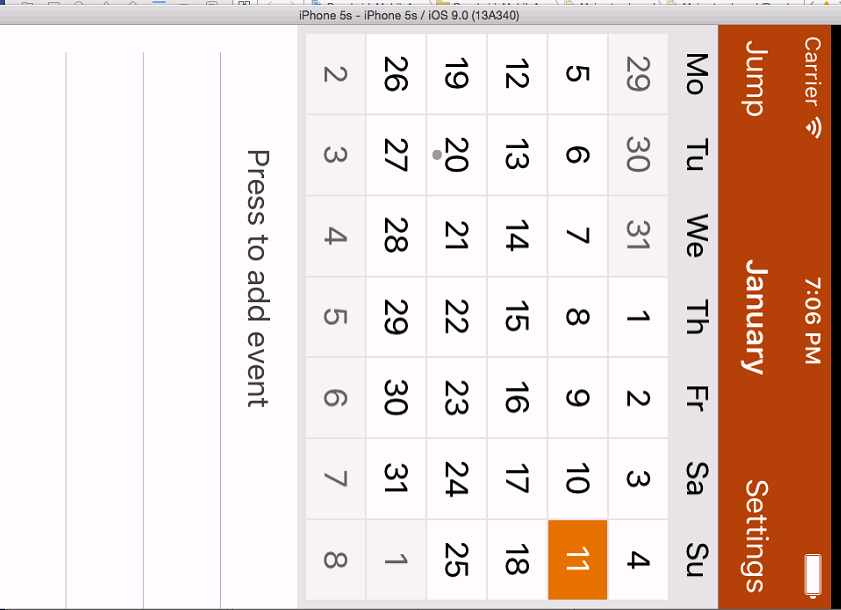 iPhone 5s - iPhone 5s / iOS 9.0 (13A340)
Carrier 7:06 PM
Jump January Settings
Mo Tu We Th Fr Sa Su
29 30 31 1 2 3 4
5 6 7 8 9 10 11
12 13 14 15 16 17 18
19 20 21 22 23 24 25
26 27 28 29 30 31 1
2 3 4 5 6 7 8
Press to add event